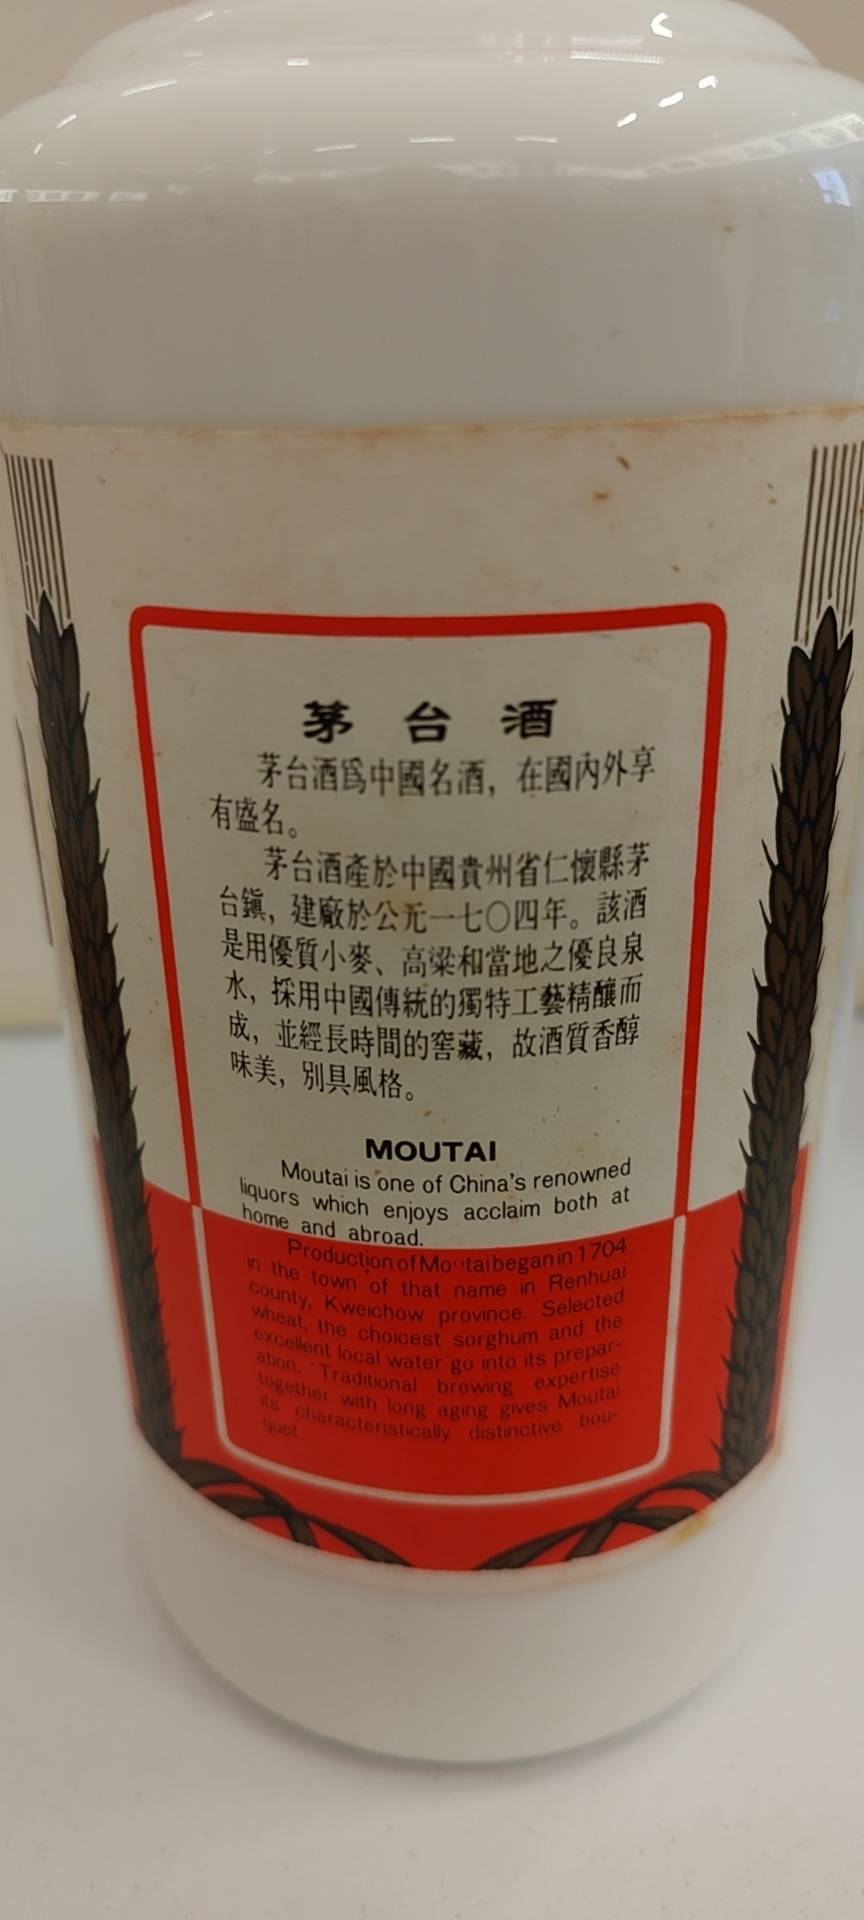 茅台酒
茅台酒爲中國名酒，在國內外享
有盛名。
茅台酒產於中國貴州省仁懷縣茅
台鎮，建廠於公元一七〇四年。該酒
是用優質小麥、高粱和當地之優良泉
水，採用中國傳統的獨特工藝精釀而
成，並經長時間的窖藏，故酒質香醇
味美，別具風格。
MOUTAI
Moutai is one of China's renowned
liquors which enjoys acclaim both at
home and abroad.
Production of Moutai began in 1704
in the town of that name in Renhuai
county, Kweichow province. Selected
wheat, the choicest sorghum and the
excellent local water go into its prepar-
ation. Traditional brewing expertise
together with long aging gives Moutai
its characteristically distinctive bou-
quet.